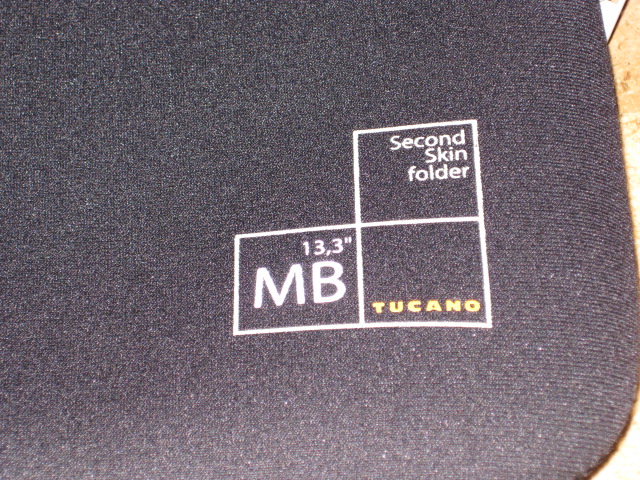 Second
Skin
folder
13,3"
MB
TUCANO